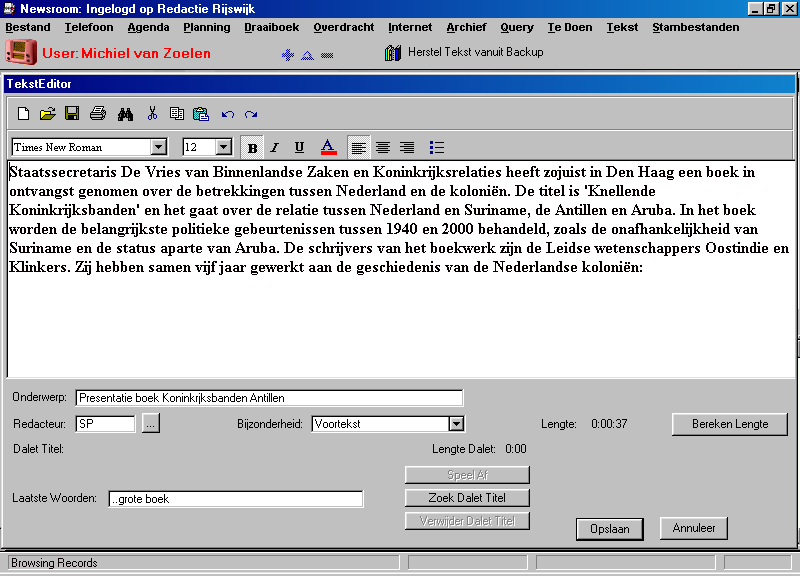 Newsroom: Ingelogd op Redactie Rijswijk
Bestand Telefoon Agenda Planning Draaiboek Overdracht Internet Archief Query Te Doen Tekst Stambestanden
User: Michiel van Zoelen Herstel Tekst vanuit Backup
TekstEditor
Times New Roman 12 B I U A
Staatssecretaris De Vries van Binnenlandse Zaken en Koninkrijksrelaties heeft zojuist in Den Haag een boek in
ontvangst genomen over de betrekkingen tussen Nederland en de koloniën. De titel is 'Knellende
Koninkrijksbanden' en het gaat over de relatie tussen Nederland en Suriname, de Antillen en Aruba. In het boek
worden de belangrijkste politieke gebeurtenissen tussen 1940 en 2000 behandeld, zoals de onafhankelijkheid van
Suriname en de status aparte van Aruba. De schrijvers van het boekwerk zijn de Leidse wetenschappers Oostindie en
Klinkers. Zij hebben samen vijf jaar gewerkt aan de geschiedenis van de Nederlandse koloniën:
Onderwerp: Presentatie boek Koninkrijksbanden Antillen
Redacteur: SP ... Bijzonderheid: Voortekst Lengte: 0:00:37 Bereken Lengte
Dalet Titel: Lengte Dalet: 0:00
Speel Af
Laatste Woorden: ..grote boek Zoek Dalet Titel
Verwijder Dalet Titel
Opslaan Annuleer
Browsing Records